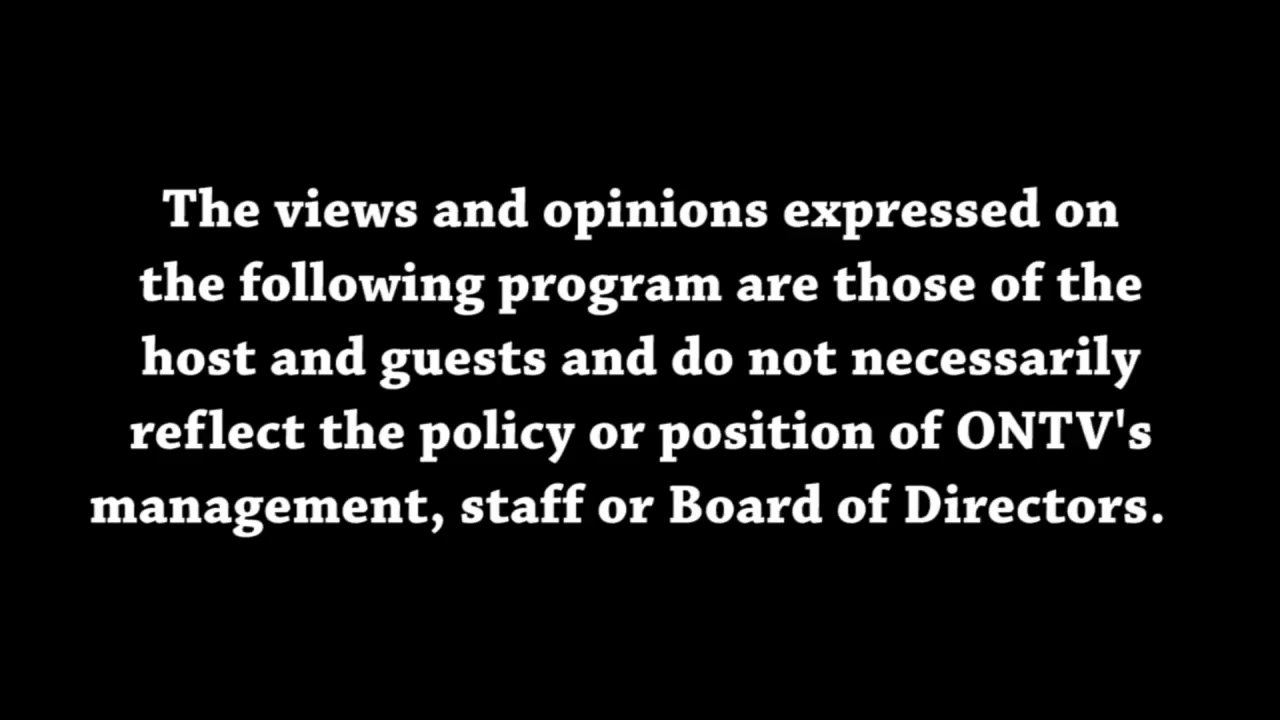 The views and opinions expressed on
the following program are those of the
host and guests and do not necessarily
reflect the policy or position of ONTV's
management, staff or Board of Directors.